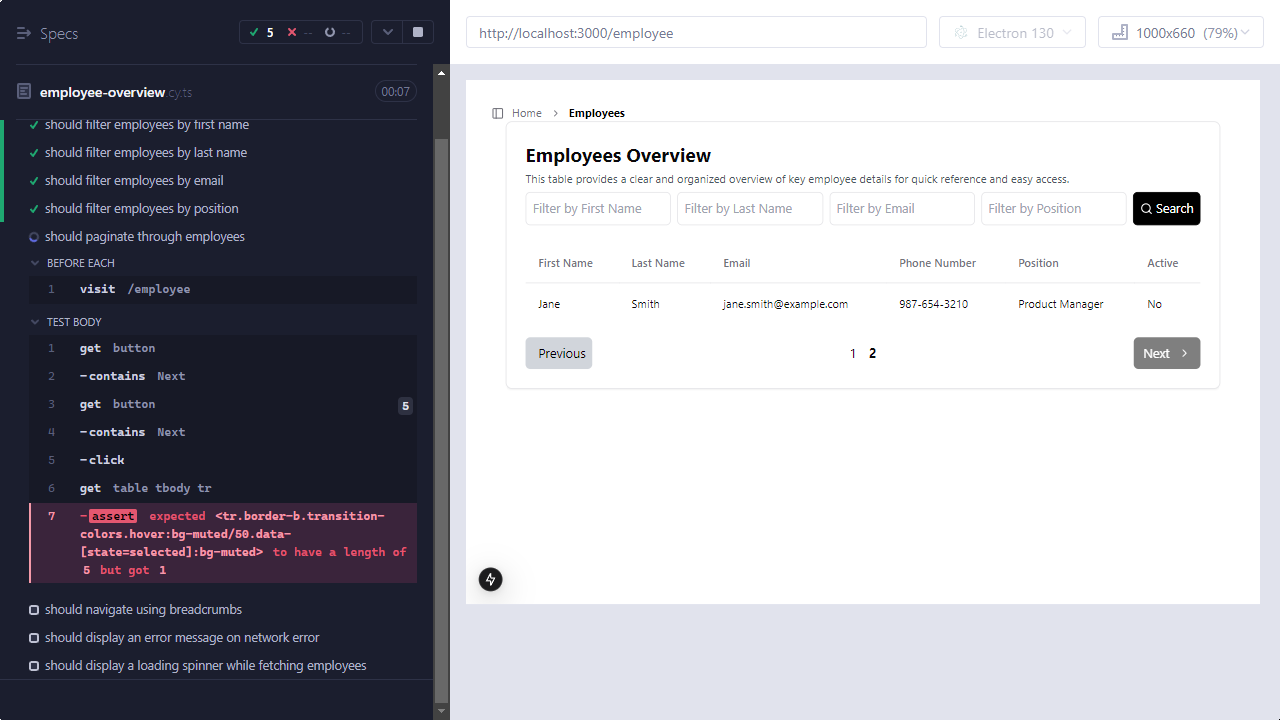 Specs
5 -- --
employee-overview.cy.ts 00:07
should filter employees by first name
should filter employees by last name
should filter employees by email
should filter employees by position
should paginate through employees
BEFORE EACH
1 visit /employee
TEST BODY
1 get button
2 -contains Next
3 get button 5
4 -contains Next
5 -click
6 get table tbody tr
7 -assert expected <tr.border-b.transition-
colors.hover:bg-muted/50.data-
[state=selected]:bg-muted> to have a length of
5 but got 1
should navigate using breadcrumbs
should display an error message on network error
should display a loading spinner while fetching employees
http://localhost:3000/employee
Electron 130
1000x660 (79%)
Home > Employees
Employees Overview
This table provides a clear and organized overview of key employee details for quick reference and easy access.
Filter by First Name Filter by Last Name Filter by Email Filter by Position Search
First Name Last Name Email Phone Number Position Active
Jane Smith jane.smith@example.com 987-654-3210 Product Manager No
Previous 1 2 Next >